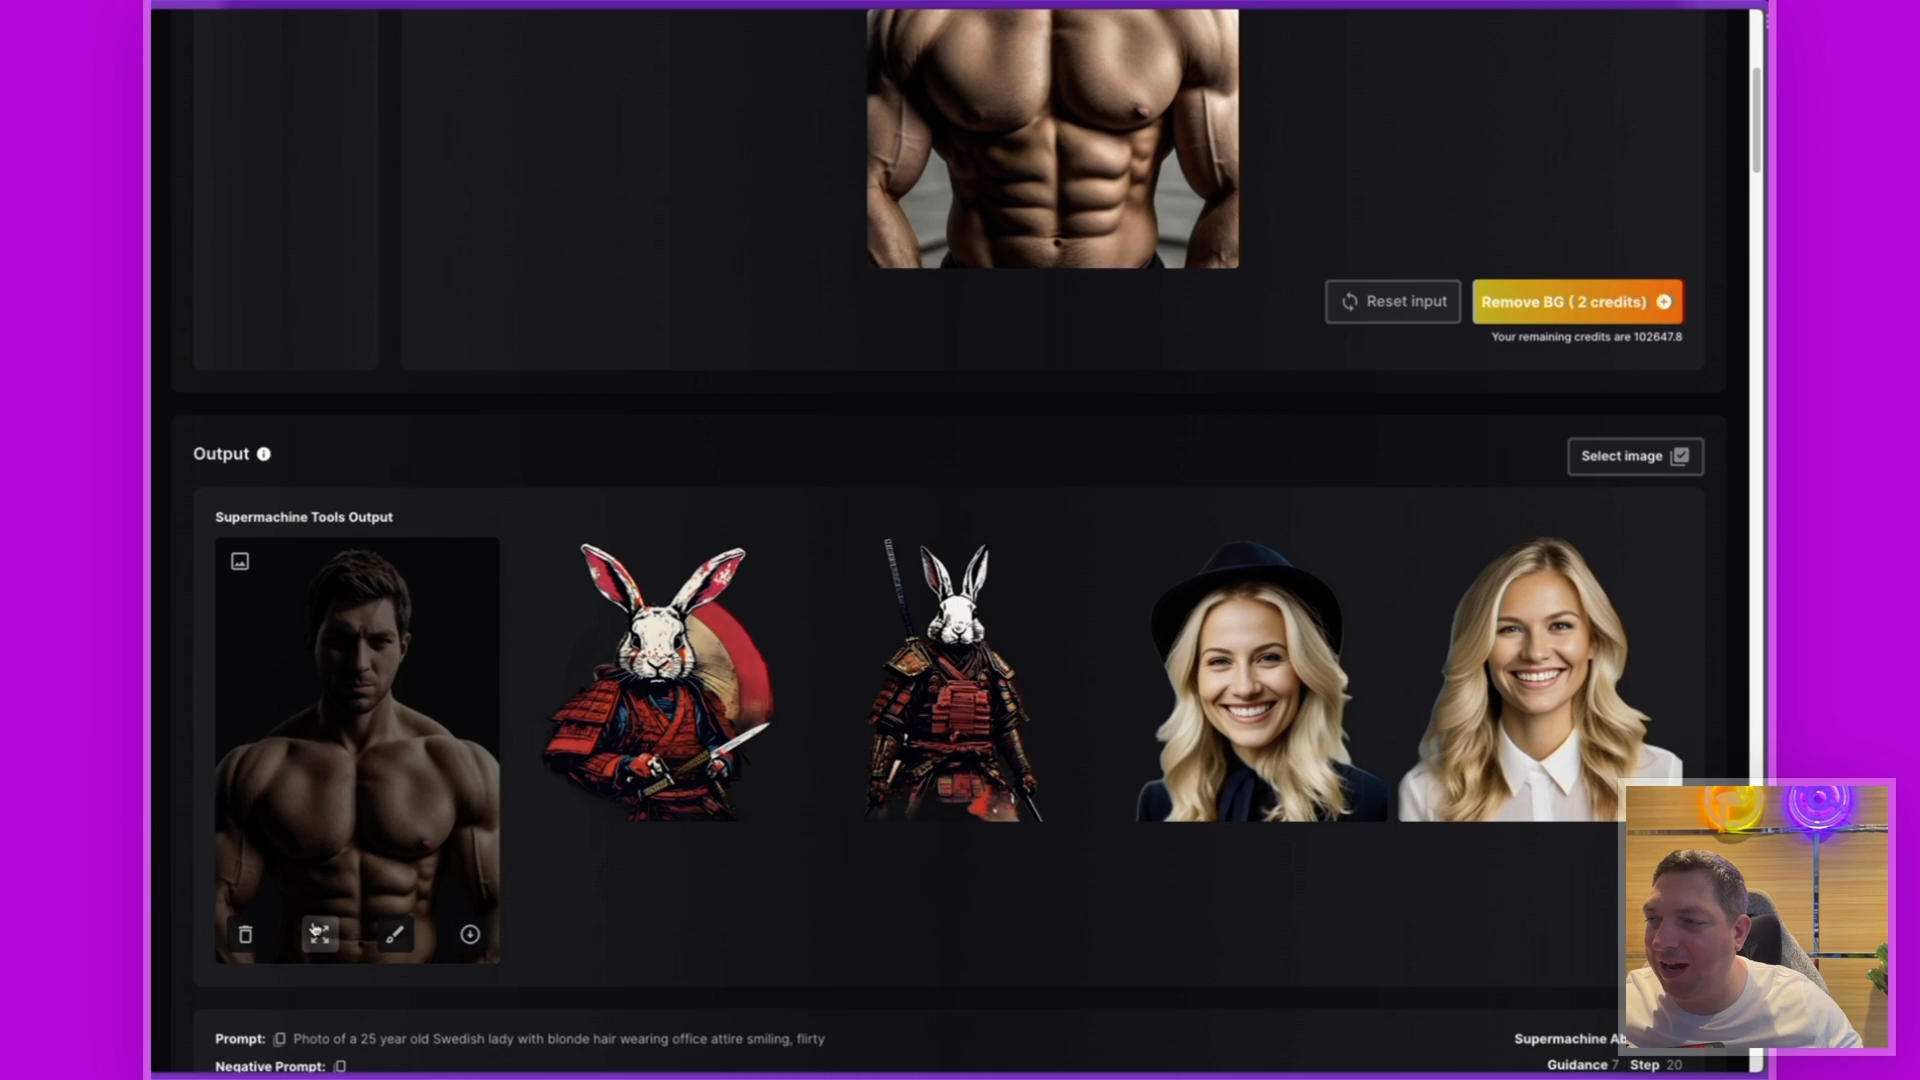 Reset input
Remove BG ( 2 credits)
Your remaining credits are 102647.8
Output
Select image
Supermachine Tools Output
Prompt: Photo of a 25 year old Swedish lady with blonde hair wearing office attire smiling, flirty
Supermachine
Negative Prompt:
Guidance 7 Step 20